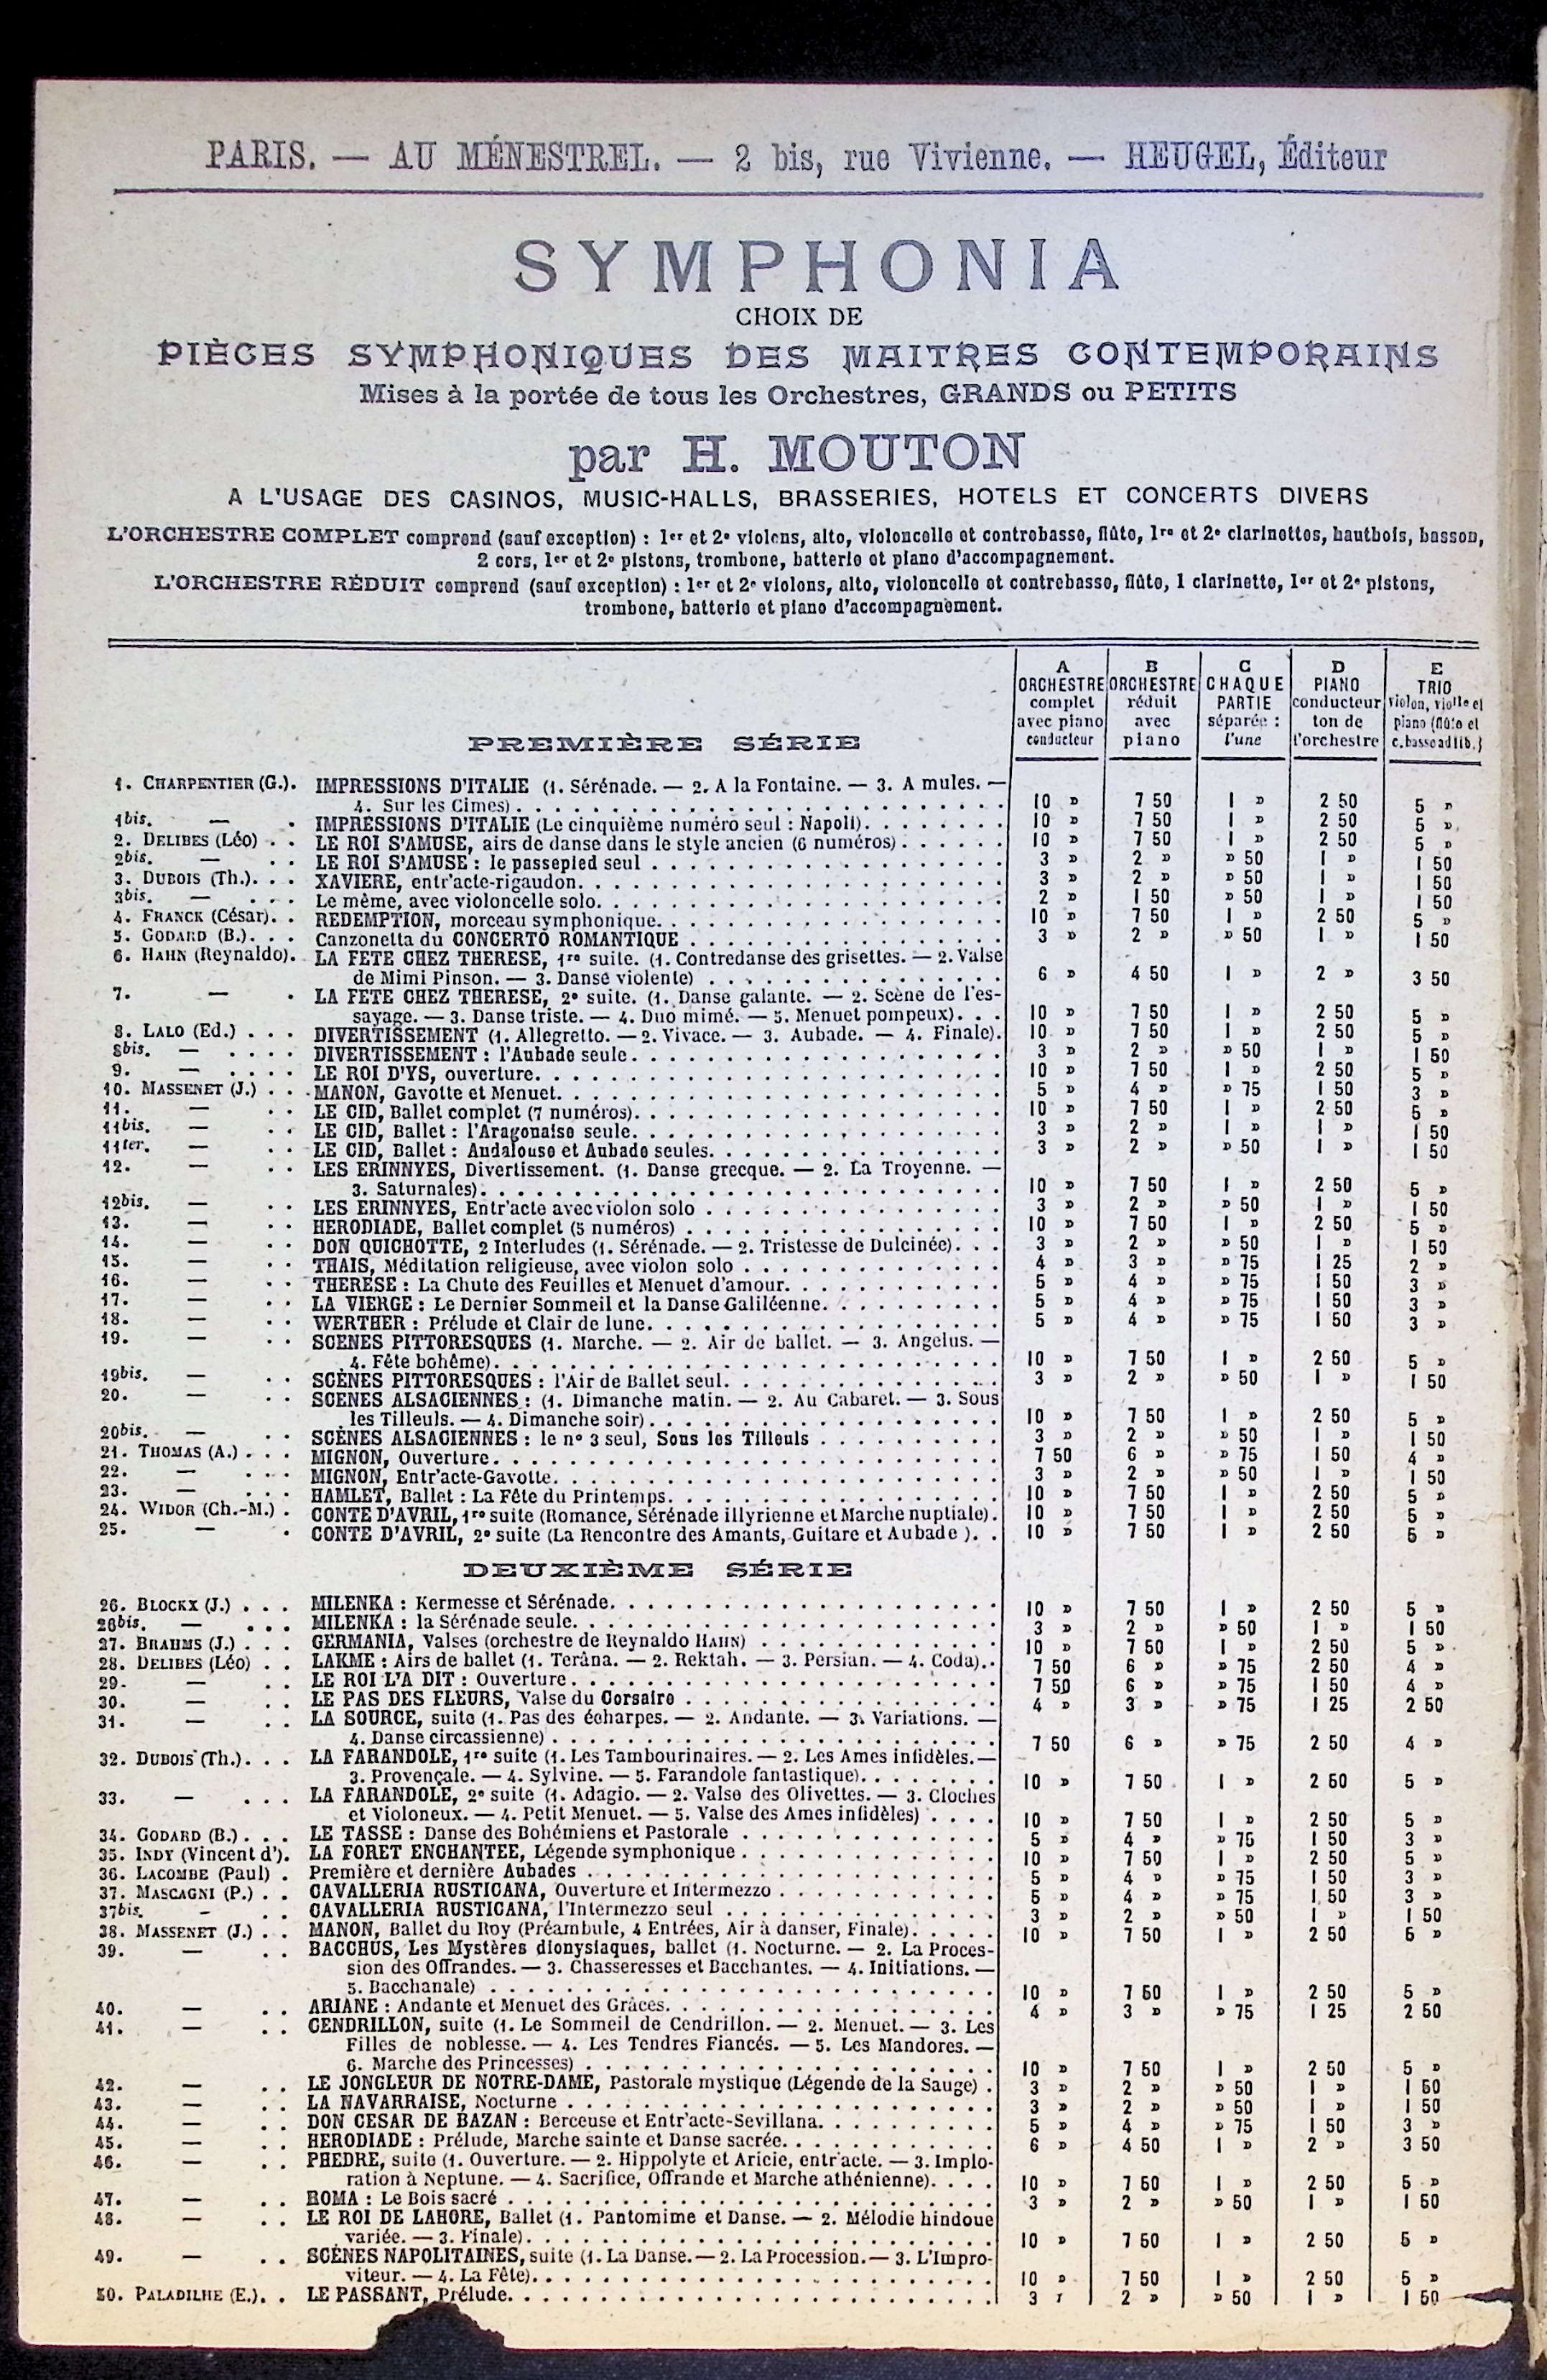 PARIS. — AU MÉNESTREL. — 2 bis, rue Vivienne. — HEUGEL, Éditeur
SYMPHONIA
CHOIX DE
PIÈCES SYMPHONIQUES DES MAITRES CONTEMPORAINS
Mises à la portée de tous les Orchestres, GRANDS ou PETITS
par H. MOUTON
A L'USAGE DES CASINOS, MUSIC-HALLS, BRASSERIES, HOTELS ET CONCERTS DIVERS
L'ORCHESTRE COMPLET comprend (sauf exception) : 1er et 2e violons, alto, violoncelle et contrebasse, flûte, 1re et 2e clarinettes, hautbois, basson,
2 cors, 1er et 2e pistons, trombone, batterie et piano d'accompagnement.
L'ORCHESTRE RÉDUIT comprend (sauf exception) : 1er et 2e violons, alto, violoncelle et contrebasse, flûte, 1 clarinette, 1er et 2e pistons,
trombone, batterie et piano d'accompagnement.
A B C D E
ORCHESTRE ORCHESTRE CHAQUE PIANO TRIO
complet réduit PARTIE conducteur violon, violle et
avec piano avec séparée : ton de piano (flûte et
conducteur piano l'une l'orchestre c. basse ad lib.)
PREMIÈRE SÉRIE
1. CHARPENTIER (G.). IMPRESSIONS D'ITALIE (1. Sérénade. — 2. A la Fontaine. — 3. A mules. —
4. Sur les Cimes) . . . 10 » 7 50 1 » 2 50 5 »
1bis. — . IMPRESSIONS D'ITALIE (Le cinquième numéro seul : Napoli) . . . 10 » 7 50 1 » 2 50 5 »
2. DELIBES (Léo) . . LE ROI S'AMUSE, airs de danse dans le style ancien (6 numéros) . . . 10 » 7 50 1 » 2 50 5 »
2bis. — . . LE ROI S'AMUSE : le passepied seul . . . 3 » 2 » » 50 1 » 1 50
3. DUBOIS (Th.). . . XAVIERE, entr'acte-rigaudon. . . . 3 » 2 » » 50 1 » 1 50
3bis. — . . . Le même, avec violoncelle solo. . . . 2 » 1 50 » 50 1 » 1 50
4. FRANCK (César). . REDEMPTION, morceau symphonique. . . . 10 » 7 50 1 » 2 50 5 »
5. GODARD (B.). . . Canzonetta du CONCERTO ROMANTIQUE . . . 3 » 2 » » 50 1 » 1 50
6. HAHN (Reynaldo). LA FETE CHEZ THERESE, 1re suite. (1. Contredanse des grisettes. — 2. Valse
de Mimi Pinson. — 3. Danse violente) . . . 6 » 4 50 1 » 2 » 3 50
7. — . LA FETE CHEZ THERESE, 2e suite. (1. Danse galante. — 2. Scène de l'es-
sayage. — 3. Danse triste. — 4. Duo mimé. — 5. Menuet pompeux). . . 10 » 7 50 1 » 2 50 5 »
8. LALO (Ed.) . . . DIVERTISSEMENT (1. Allegretto. — 2. Vivace. — 3. Aubade. — 4. Finale). 10 » 7 50 1 » 2 50 5 »
8bis. — . . . . DIVERTISSEMENT : l'Aubade seule. . . . 3 » 2 » » 50 1 » 1 50
9. — . . . . LE ROI D'YS, ouverture. . . . 10 » 7 50 1 » 2 50 5 »
10. MASSENET (J.) . . . MANON, Gavotte et Menuet. . . . 5 » 4 » » 75 1 50 3 »
11. — . . LE CID, Ballet complet (7 numéros). . . . 10 » 7 50 1 » 2 50 5 »
11bis. — . . LE CID, Ballet : l'Aragonaise seule. . . . 3 » 2 » 1 » 1 » 1 50
11ter. — . . LE CID, Ballet : Andalouse et Aubade seules. . . . 3 » 2 » » 50 1 » 1 50
12. — . . LES ERINNYES, Divertissement. (1. Danse grecque. — 2. La Troyenne. —
3. Saturnales). . . . 10 » 7 50 1 » 2 50 5 »
12bis. — . . LES ERINNYES, Entr'acte avec violon solo . . . 3 » 2 » » 50 1 » 1 50
13. — . . HERODIADE, Ballet complet (5 numéros) . . . 10 » 7 50 1 » 2 50 5 »
14. — . . DON QUICHOTTE, 2 Interludes (1. Sérénade. — 2. Tristesse de Dulcinée). . . 3 » 2 » » 50 1 » 1 50
15. — . . THAIS, Méditation religieuse, avec violon solo . . . 4 » 3 » » 75 1 25 2 »
16. — . . THERESE : La Chute des Feuilles et Menuet d'amour. . . . 5 » 4 » » 75 1 50 3 »
17. — . . LA VIERGE : Le Dernier Sommeil et la Danse Galiléenne. . . . 5 » 4 » » 75 1 50 3 »
18. — . . WERTHER : Prélude et Clair de lune. . . . 5 » 4 » » 75 1 50 3 »
19. — . . SCENES PITTORESQUES (1. Marche. — 2. Air de ballet. — 3. Angelus. —
4. Fête bohême). . . . 10 » 7 50 1 » 2 50 5 »
19bis. — . . SCÈNES PITTORESQUES : l'Air de Ballet seul. . . . 3 » 2 » » 50 1 » 1 50
20. — . . SCENES ALSACIENNES : (1. Dimanche matin. — 2. Au Cabaret. — 3. Sous
les Tilleuls. — 4. Dimanche soir). . . . 10 » 7 50 1 » 2 50 5 »
20bis. — . . SCÈNES ALSACIENNES : le no 3 seul, Sous les Tilleuls . . . 3 » 2 » » 50 1 » 1 50
21. THOMAS (A.) . . . MIGNON, Ouverture. . . . 7 50 6 » » 75 1 50 4 »
22. — . . . MIGNON, Entr'acte-Gavotte. . . . 3 » 2 » » 50 1 » 1 50
23. — . . . HAMLET, Ballet : La Fête du Printemps. . . . 10 » 7 50 1 » 2 50 5 »
24. WIDOR (Ch.-M.) . CONTE D'AVRIL, 1re suite (Romance, Sérénade illyrienne et Marche nuptiale). 10 » 7 50 1 » 2 50 5 »
25. — . CONTE D'AVRIL, 2e suite (La Rencontre des Amants, Guitare et Aubade ). . 10 » 7 50 1 » 2 50 5 »
DEUXIÈME SÉRIE
26. BLOCKX (J.) . . . MILENKA : Kermesse et Sérénade. . . . 10 » 7 50 1 » 2 50 5 »
26bis. — . . . MILENKA : la Sérénade seule. . . . 3 » 2 » » 50 1 » 1 50
27. BRAHMS (J.) . . . GERMANIA, Valses (orchestre de Reynaldo HAHN) . . . 10 » 7 50 1 » 2 50 5 »
28. DELIBES (Léo) . . LAKME : Airs de ballet (1. Terâna. — 2. Rektah. — 3. Persian. — 4. Coda). . 7 50 6 » » 75 2 50 4 »
29. — . . LE ROI L'A DIT : Ouverture. . . . 7 50 6 » » 75 1 50 4 »
30. — . . LE PAS DES FLEURS, Valse du Corsaire . . . 4 » 3 » » 75 1 25 2 50
31. — . . LA SOURCE, suite (1. Pas des écharpes. — 2. Andante. — 3. Variations. —
4. Danse circassienne) . . . 7 50 6 » » 75 2 50 4 »
32. DUBOIS (Th.). . . LA FARANDOLE, 1re suite (1. Les Tambourinaires. — 2. Les Ames infidèles. —
3. Provençale. — 4. Sylvine. — 5. Farandole fantastique). . . . 10 » 7 50 1 » 2 50 5 »
33. — . . . LA FARANDOLE, 2e suite (1. Adagio. — 2. Valse des Olivettes. — 3. Cloches
et Violoneux. — 4. Petit Menuet. — 5. Valse des Ames infidèles) . . . . 10 » 7 50 1 » 2 50 5 »
34. GODARD (B.) . . . LE TASSE : Danse des Bohémiens et Pastorale . . . 5 » 4 » » 75 1 50 3 »
35. INDY (Vincent d'). LA FORET ENCHANTEE, Légende symphonique . . . 10 » 7 50 1 » 2 50 5 »
36. LACOMBE (Paul) . Première et dernière Aubades . . . 5 » 4 » » 75 1 50 3 »
37. MASCAGNI (P.) . . CAVALLERIA RUSTICANA, Ouverture et Intermezzo . . . 5 » 4 » » 75 1 50 3 »
37bis. - . . CAVALLERIA RUSTICANA, l'Intermezzo seul . . . 3 » 2 » » 50 1 » 1 50
38. MASSENET (J.) . . MANON, Ballet du Roy (Préambule, 4 Entrées, Air à danser, Finale). . . . 10 » 7 50 1 » 2 50 5 »
39. — . . BACCHUS, Les Mystères dionysiaques, ballet (1. Nocturne. — 2. La Proces-
sion des Offrandes. — 3. Chasseresses et Bacchantes. — 4. Initiations. —
5. Bacchanale) . . . 10 » 7 50 1 » 2 50 5 »
40. — . . ARIANE : Andante et Menuet des Grâces. . . . 4 » 3 » » 75 1 25 2 50
41. — . . CENDRILLON, suite (1. Le Sommeil de Cendrillon. — 2. Menuet. — 3. Les
Filles de noblesse. — 4. Les Tendres Fiancés. — 5. Les Mandores. —
6. Marche des Princesses) . . . 10 » 7 50 1 » 2 50 5 »
42. — . . LE JONGLEUR DE NOTRE-DAME, Pastorale mystique (Légende de la Sauge) . 3 » 2 » » 50 1 » 1 50
43. — . . LA NAVARRAISE, Nocturne . . . 3 » 2 » » 50 1 » 1 50
44. — . . DON CESAR DE BAZAN : Berceuse et Entr'acte-Sevillana. . . . 5 » 4 » » 75 1 50 3 »
45. — . . HERODIADE : Prélude, Marche sainte et Danse sacrée. . . . 6 » 4 50 1 » 2 » 3 50
46. — . . PHEDRE, suite (1. Ouverture. — 2. Hippolyte et Aricie, entr'acte. — 3. Implo-
ration à Neptune. — 4. Sacrifice, Offrande et Marche athénienne). . . . 10 » 7 50 1 » 2 50 5 »
47. — . . ROMA : Le Bois sacré . . . 3 » 2 » » 50 1 » 1 50
48. — . . LE ROI DE LAHORE, Ballet (1. Pantomime et Danse. — 2. Mélodie hindoue
variée. — 3. Finale). . . . 10 » 7 50 1 » 2 50 5 »
49. — . . SCÈNES NAPOLITAINES, suite (1. La Danse. — 2. La Procession. — 3. L'Impro-
viteur. — 4. La Fête). . . . 10 » 7 50 1 » 2 50 5 »
50. PALADILHE (E.). . LE PASSANT, Prélude. . . . 3 » 2 » » 50 1 » 1 50